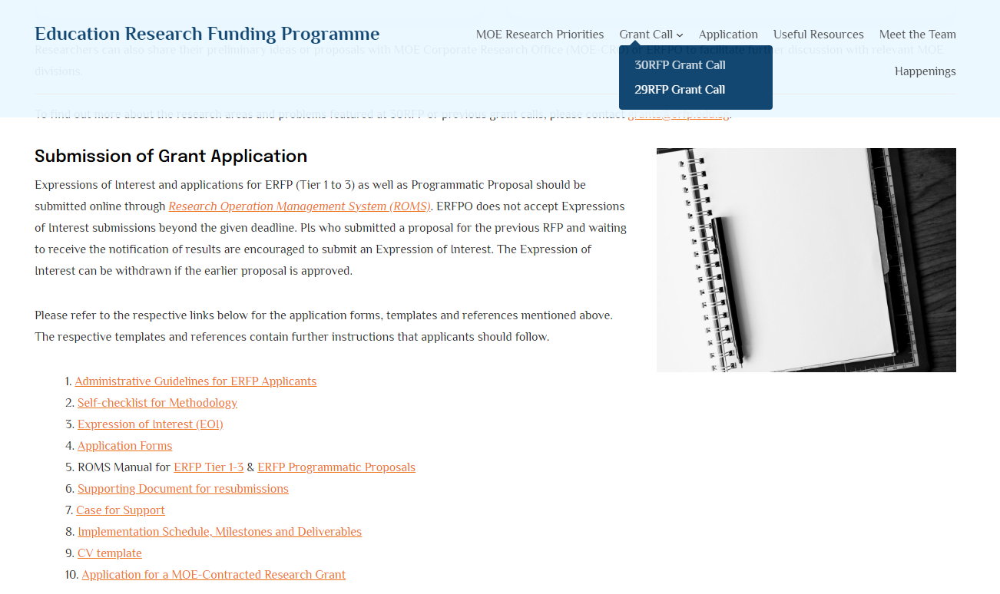 Education Research Funding Programme
MOE Research Priorities Grant Call Application Useful Resources Meet the Team
Happenings
30RFP Grant Call
29RFP Grant Call
Researchers can also share their preliminary ideas or proposals with MOE Corporate Research Office (MOE-CRO) or ERFPO to facilitate further discussion with relevant MOE
divisions.
To find out more about the research areas and problems featured at 30RFP or previous grant calls, please contact
Submission of Grant Application
Expressions of Interest and applications for ERFP (Tier 1 to 3) as well as Programmatic Proposal should be
submitted online through Research Operation Management System (ROMS). ERFPO does not accept Expressions
of Interest submissions beyond the given deadline. PIs who submitted a proposal for the previous RFP and waiting
to receive the notification of results are encouraged to submit an Expression of Interest. The Expression of
Interest can be withdrawn if the earlier proposal is approved.
Please refer to the respective links below for the application forms, templates and references mentioned above.
The respective templates and references contain further instructions that applicants should follow.
1. Administrative Guidelines for ERFP Applicants
2. Self-checklist for Methodology
3. Expression of Interest (EOI)
4. Application Forms
5. ROMS Manual for ERFP Tier 1-3 & ERFP Programmatic Proposals
6. Supporting Document for resubmissions
7. Case for Support
8. Implementation Schedule, Milestones and Deliverables
9. CV template
10. Application for a MOE-Contracted Research Grant